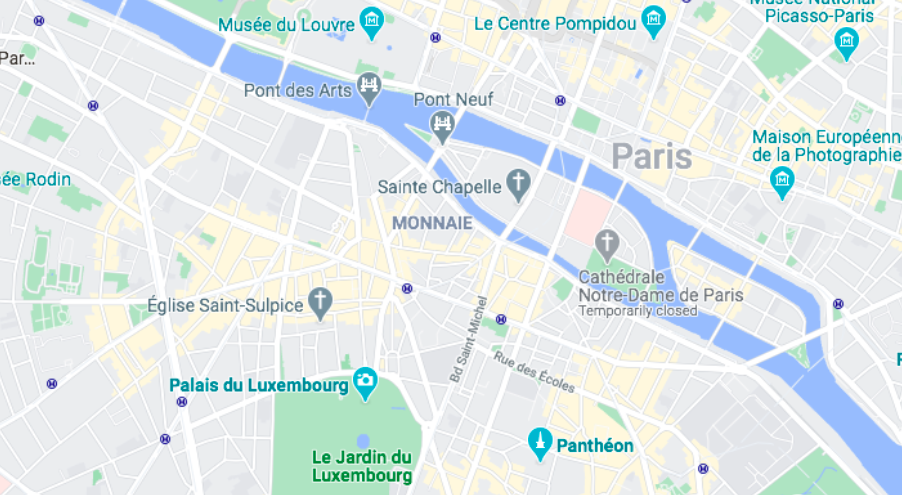 Musée National
Picasso-Paris
Musée du Louvre
Le Centre Pompidou
Par...
Pont des Arts
Pont Neuf
Maison Européenne
de la Photographie
Paris
sée Rodin
Sainte Chapelle
MONNAIE
Cathédrale
Notre-Dame de Paris
Temporarily closed
Église Saint-Sulpice
Bd Saint-Michel
Rue des Écoles
Palais du Luxembourg
Panthéon
Le Jardin du
Luxembourg